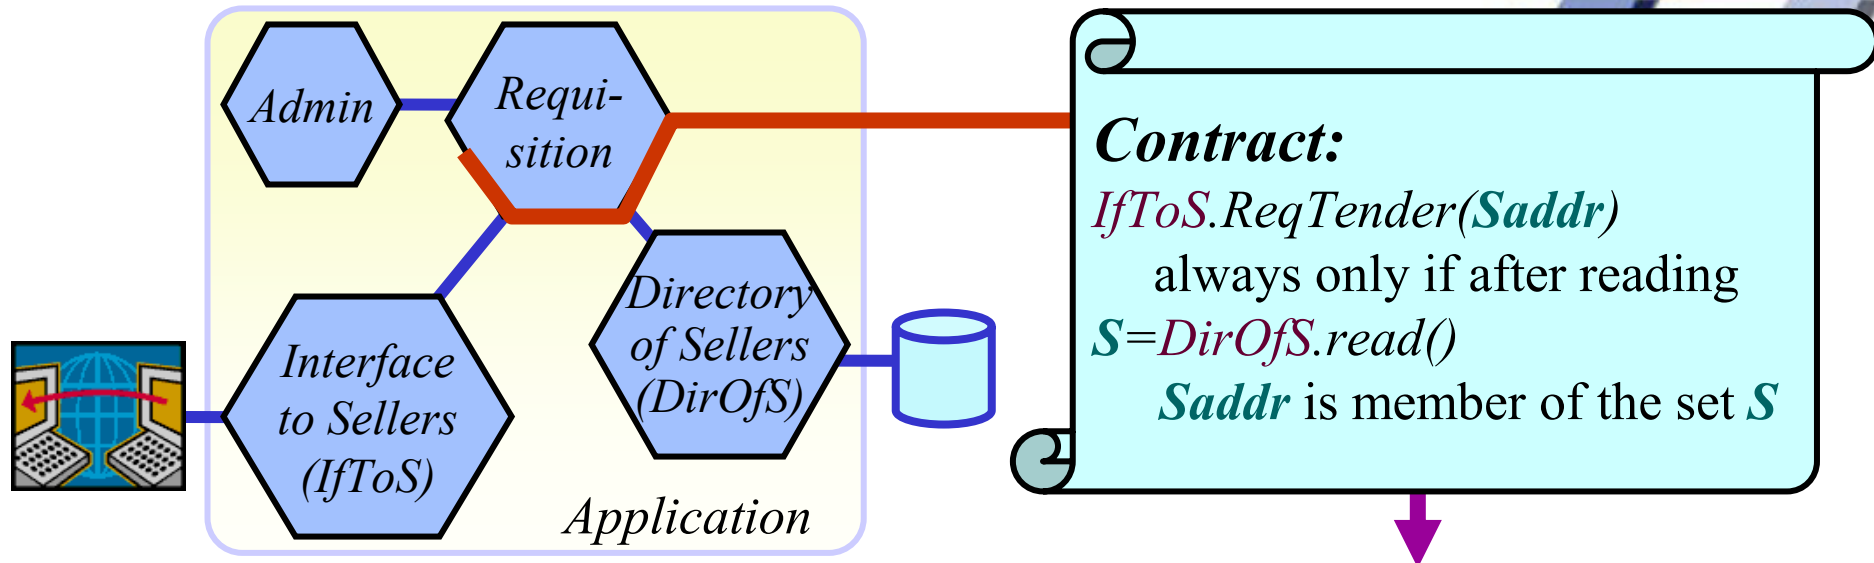 Admin
Requi-
sition
Interface
to Sellers
(IfToS)
Directory
of Sellers
(DirOfS)
Application
Contract:
IfToS.ReqTender(Saddr)
always only if after reading
S=DirOfS.read()
Saddr is member of the set S